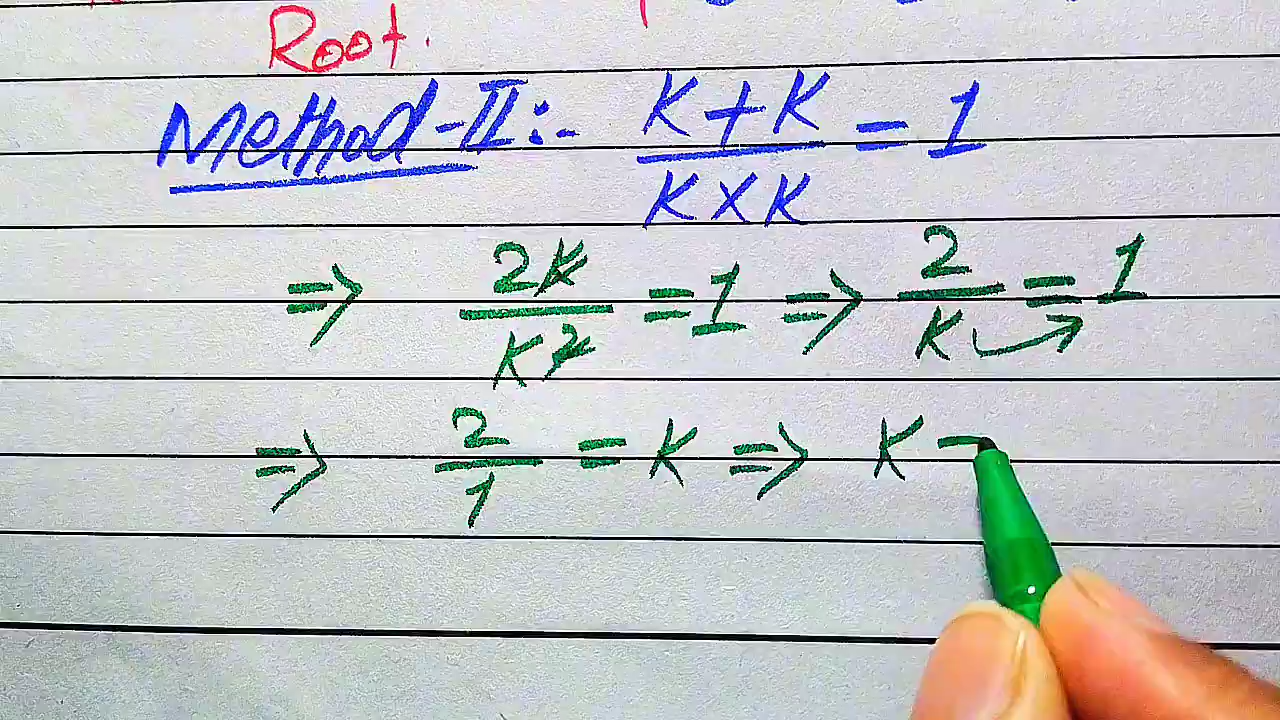 Root.
Method-II:- K+K/K×K = 1
⇒ 2K/K² = 1 ⇒ 2/K = 1
⇒ 2/1 = K ⇒ K =